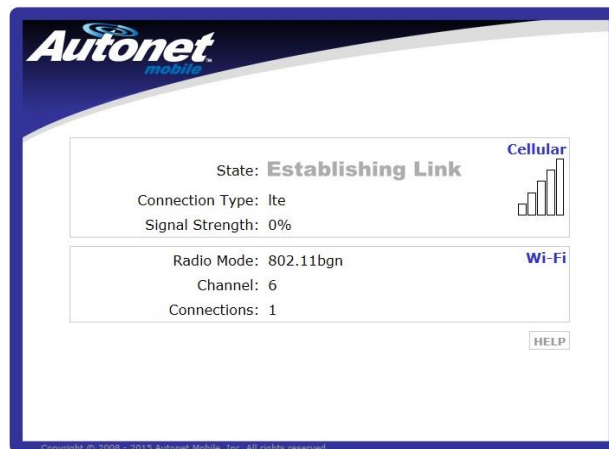 Autonet
mobile
Cellular
State: Establishing Link
Connection Type: lte
Signal Strength: 0%
Wi-Fi
Radio Mode: 802.11bgn
Channel: 6
Connections: 1
HELP
Copyright © 2008 - 2015 Autonet Mobile, Inc. All rights reserved